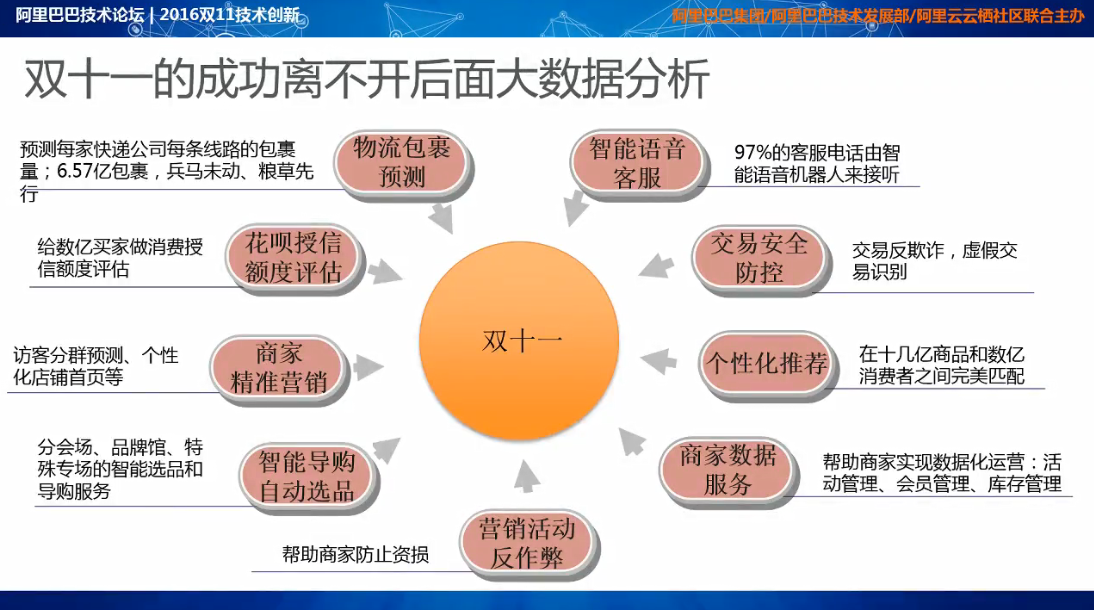 阿里巴巴技术论坛 | 2016双11技术创新
阿里巴巴集团/阿里巴巴技术发展部/阿里云云栖社区联合主办
双十一的成功离不开后面大数据分析
预测每家快递公司每条线路的包裹
量；6.57亿包裹，兵马未动、粮草先
行
物流包裹
预测
智能语音
客服
97%的客服电话由智
能语音机器人来接听
给数亿买家做消费授
信额度评估
花呗授信
额度评估
交易安全
防控
交易反欺诈，虚假交
易识别
访客分群预测、个性
化店铺首页等
商家
精准营销
双十一
个性化推荐
在十几亿商品和数亿
消费者之间完美匹配
分会场、品牌馆、特
殊专场的智能选品和
导购服务
智能导购
自动选品
商家数据
服务
帮助商家实现数据化运营：活
动管理、会员管理、库存管理
帮助商家防止资损
营销活动
反作弊